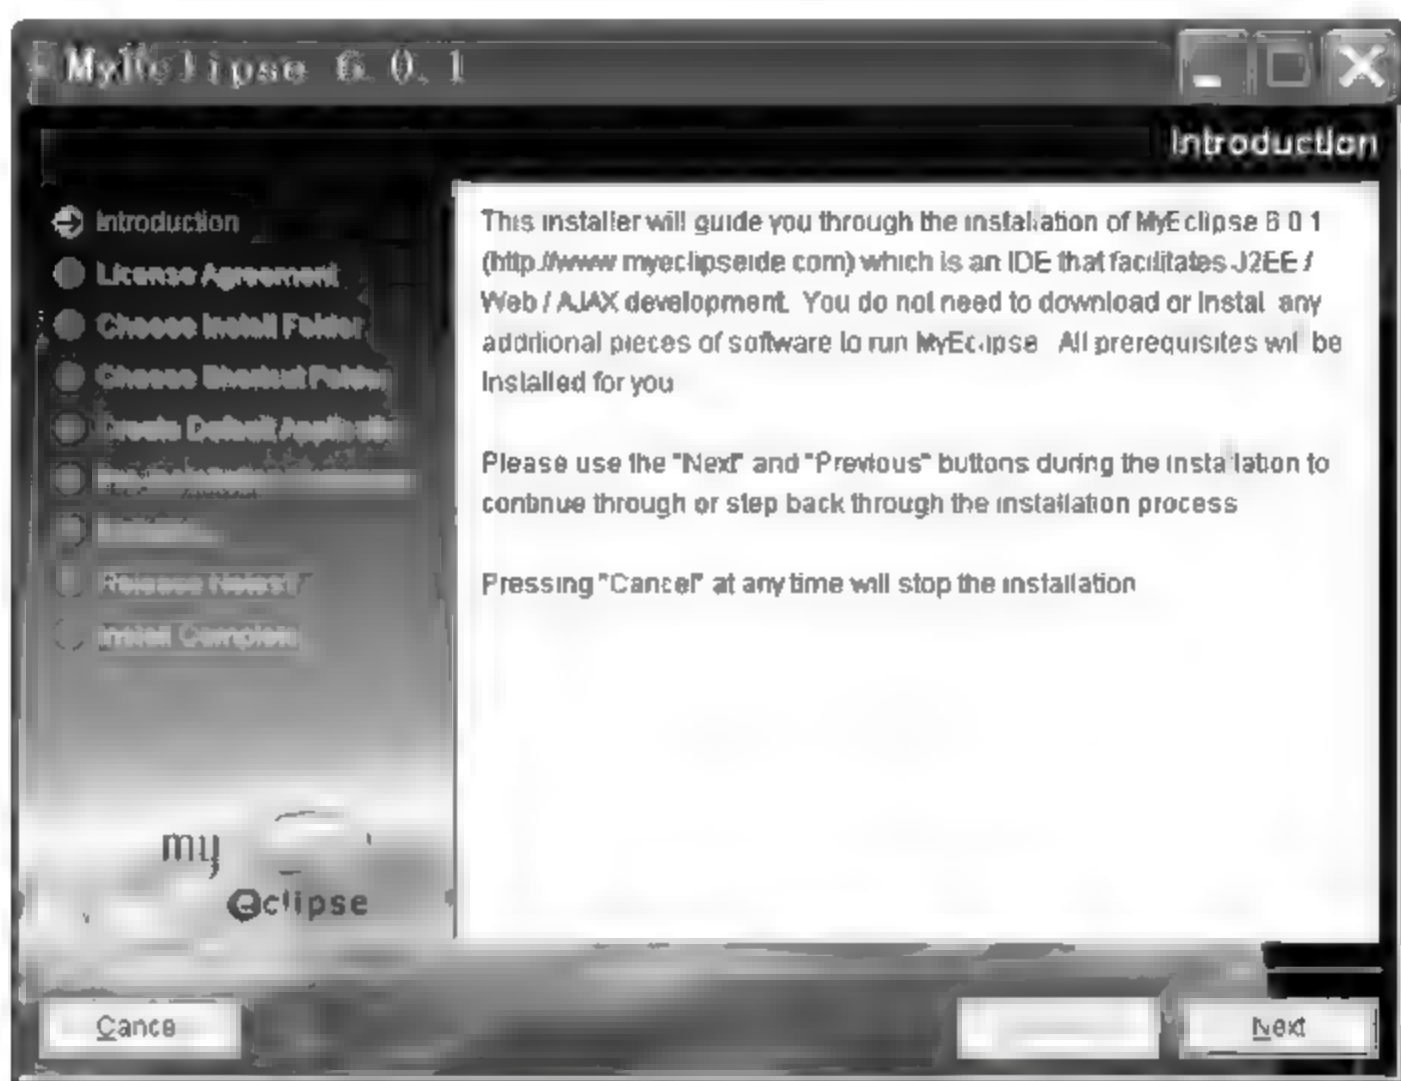 MyEclipse 6.0.1
Introduction
Introduction
License Agreement
Choose Install Folder
Choose Shortcut Folder
Release Notes
Install Complete
This installer will guide you through the installation of MyEclipse 6.0.1
(http://www.myeclipseide.com) which is an IDE that facilitates J2EE /
Web / AJAX development. You do not need to download or install any
additional pieces of software to run MyEclipse. All prerequisites will be
installed for you.
Please use the "Next" and "Previous" buttons during the installation to
continue through or step back through the installation process.
Pressing "Cancel" at any time will stop the installation.
my
eclipse
Cancel
Next